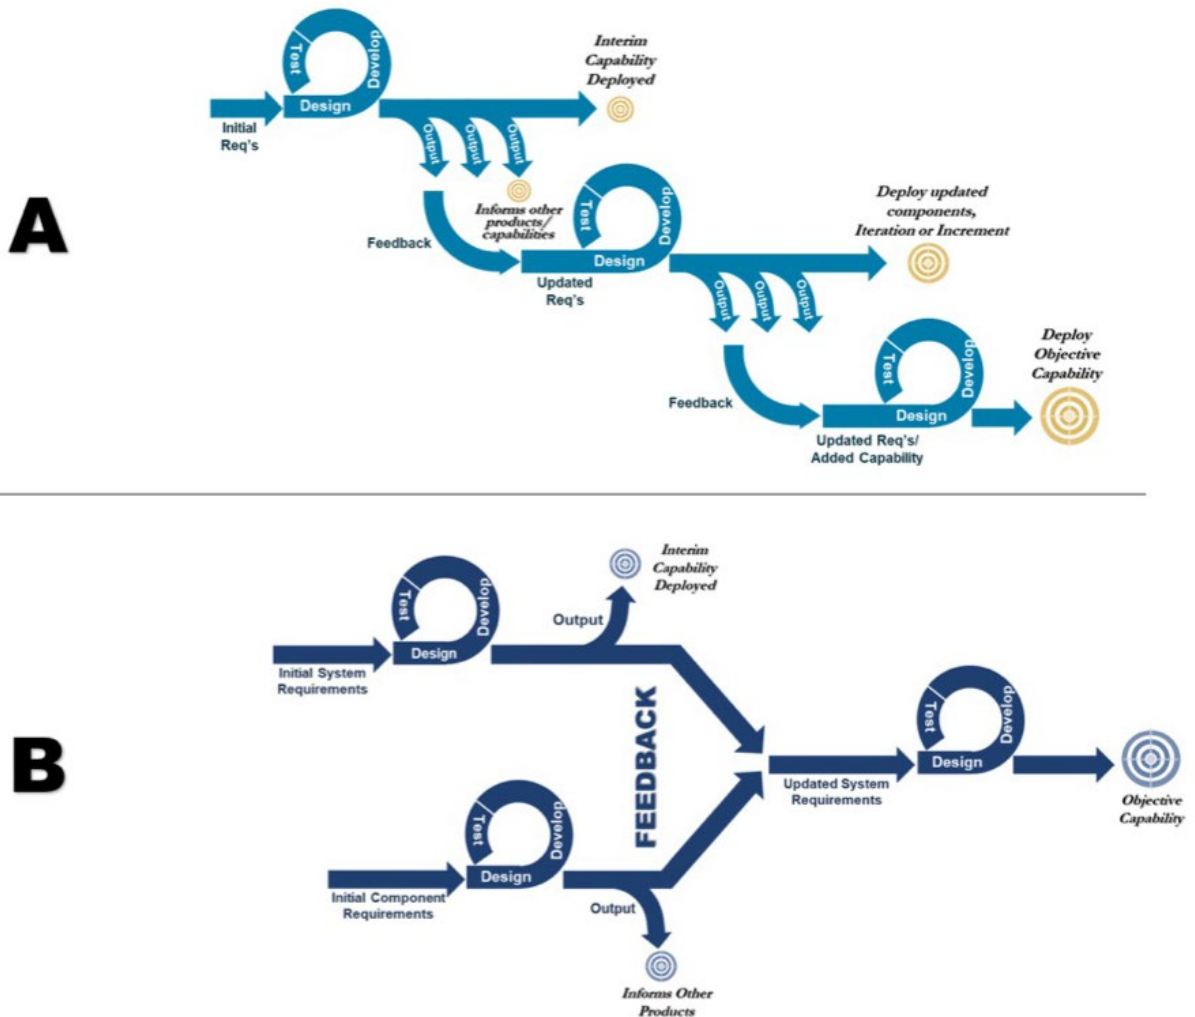 A
Test
Develop
Design
Initial
Req's
Interim
Capability
Deployed
Output
Output
Output
Informs other
products/
capabilities
Feedback
Test
Develop
Design
Updated
Req's
Deploy updated
components,
Iteration or Increment
Output
Output
Output
Feedback
Test
Develop
Design
Updated Req's/
Added Capability
Deploy
Objective
Capability
B
Test
Develop
Design
Initial System
Requirements
Output
Interim
Capability
Deployed
FEEDBACK
Test
Develop
Design
Initial Component
Requirements
Output
Informs Other
Products
Updated System
Requirements
Test
Develop
Design
Objective
Capability